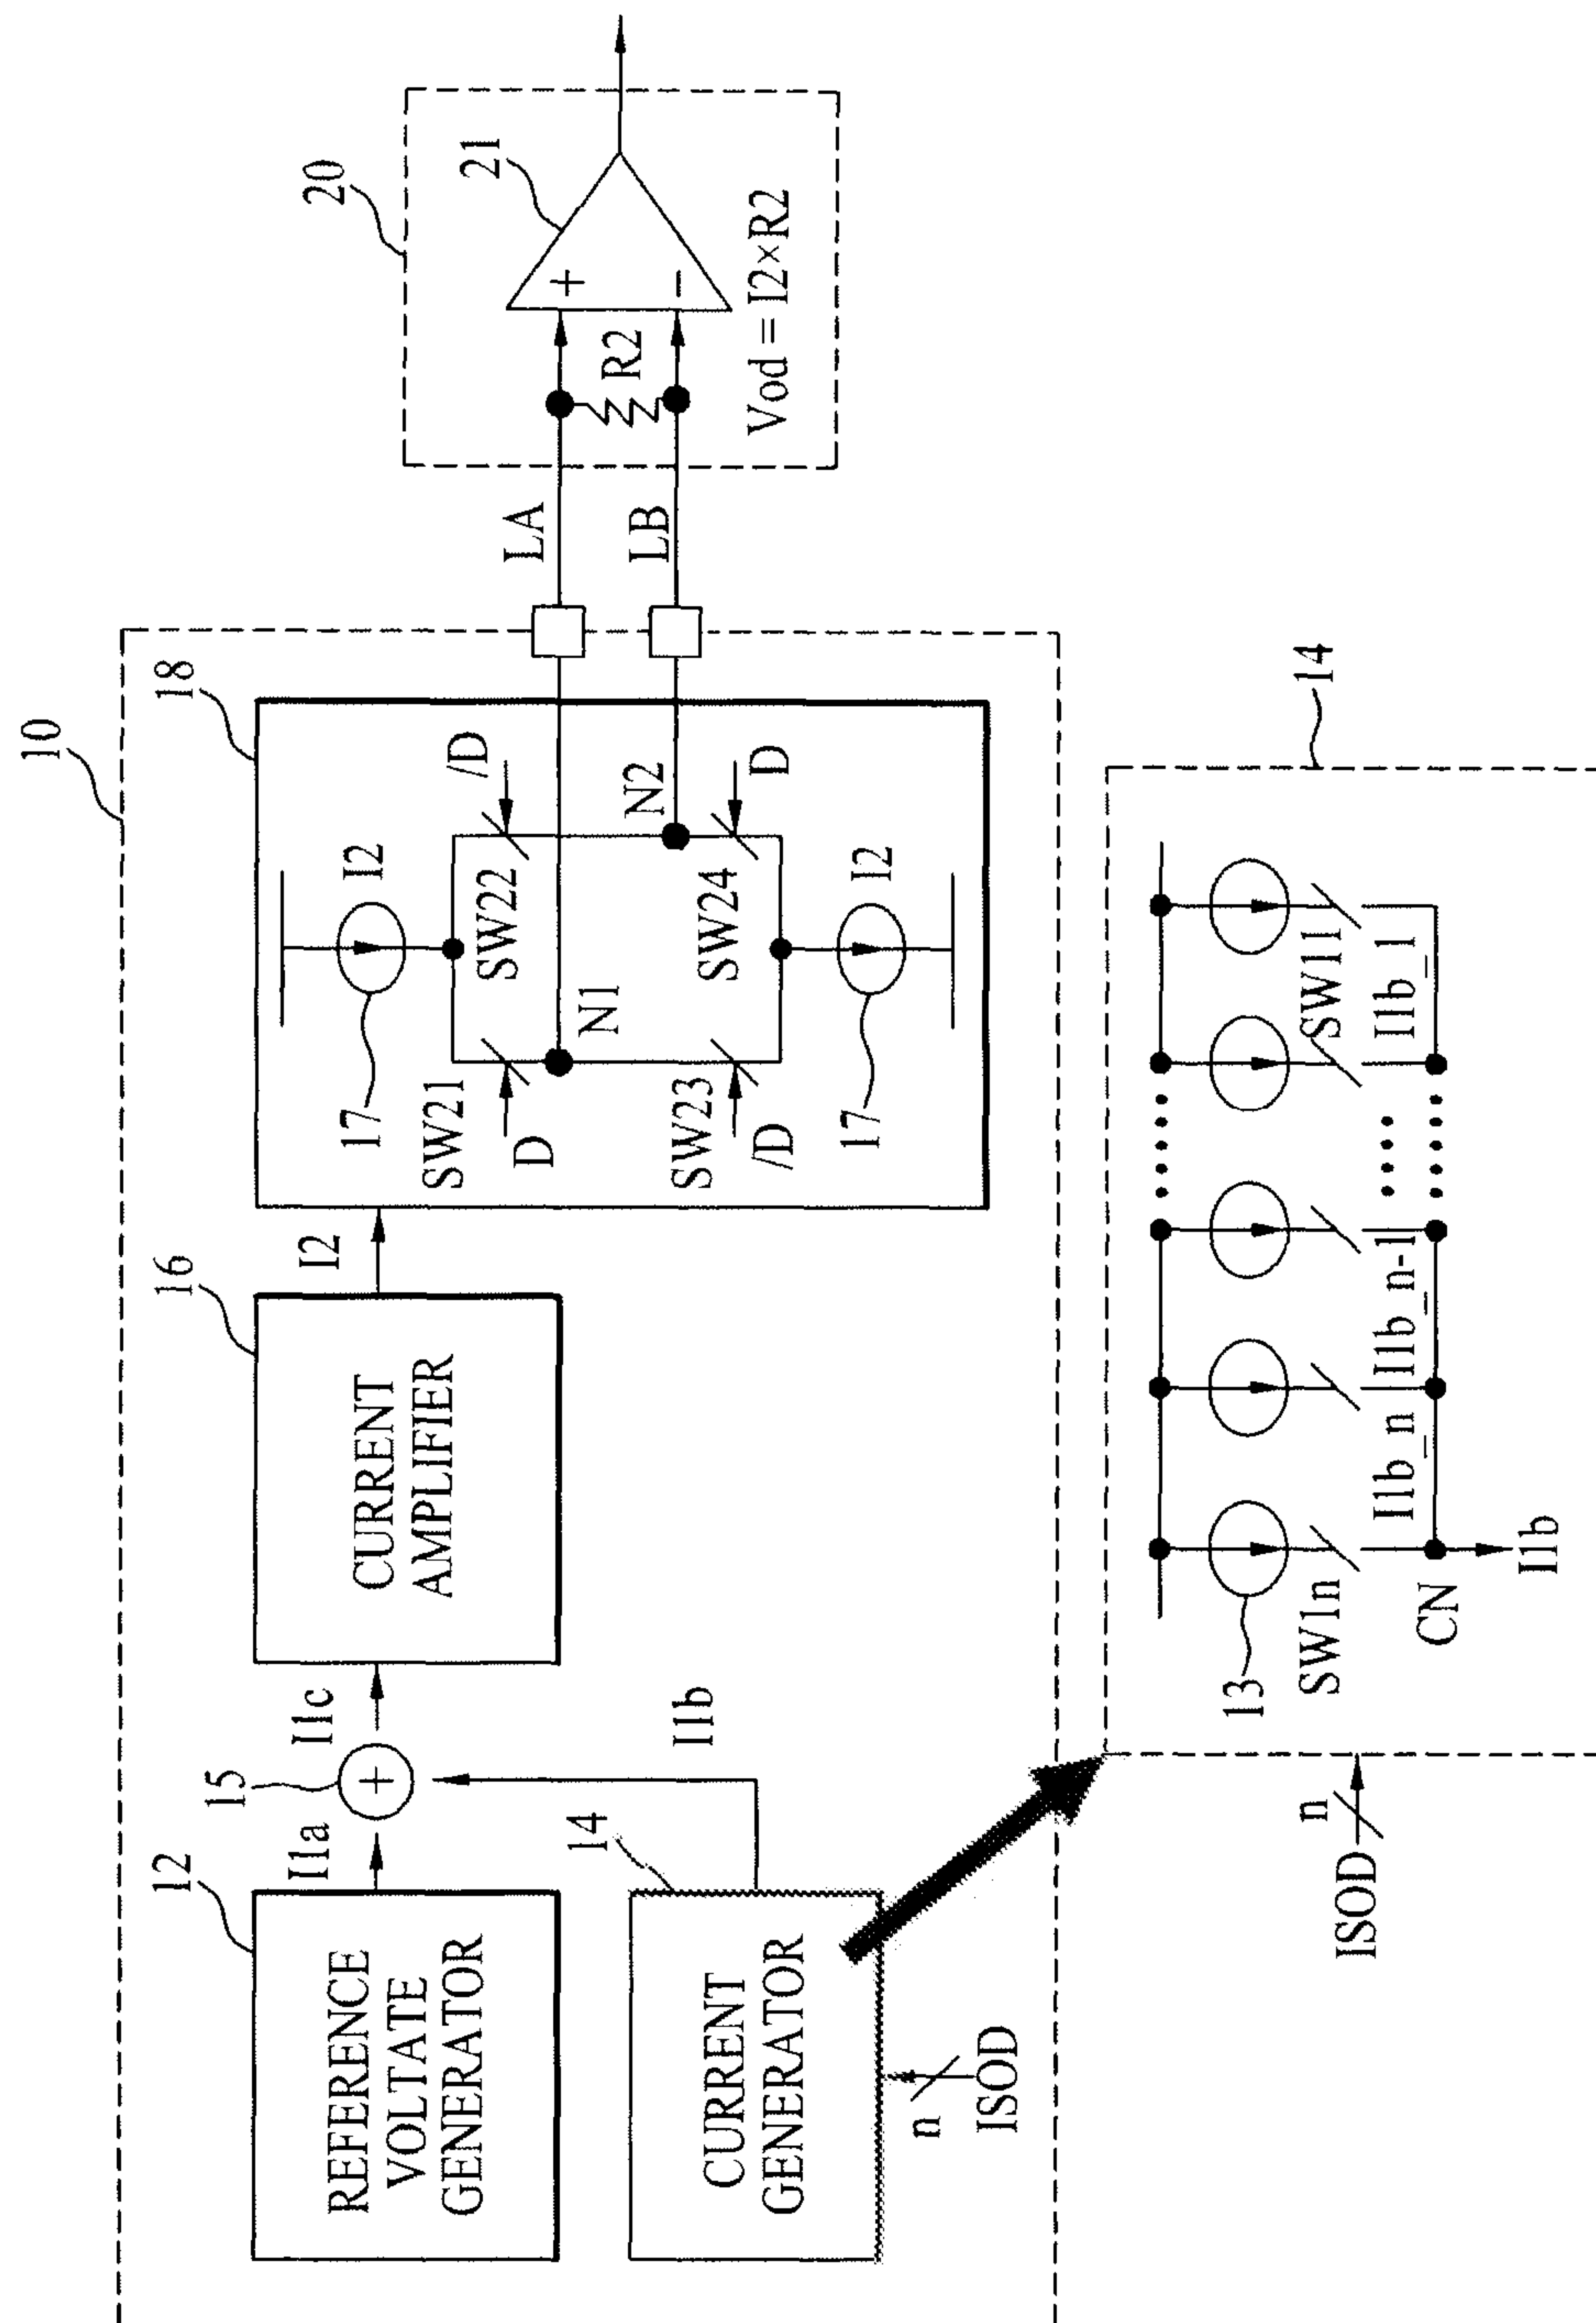 10
20
12
REFERENCE
VOLTATE
GENERATOR
I1a
15
+
I1c
16
CURRENT
AMPLIFIER
I2
18
17
I2
SW21
D
SW22
/D
N1
N2
SW23
/D
SW24
D
17
I2
LA
LB
R2
21
+
−
Vod = I2×R2
14
CURRENT
GENERATOR
I1b
n
ISOD
14
n
ISOD
13
SW1n
SW11
I1b_n
I1b_n-1
I1b_1
CN
I1b